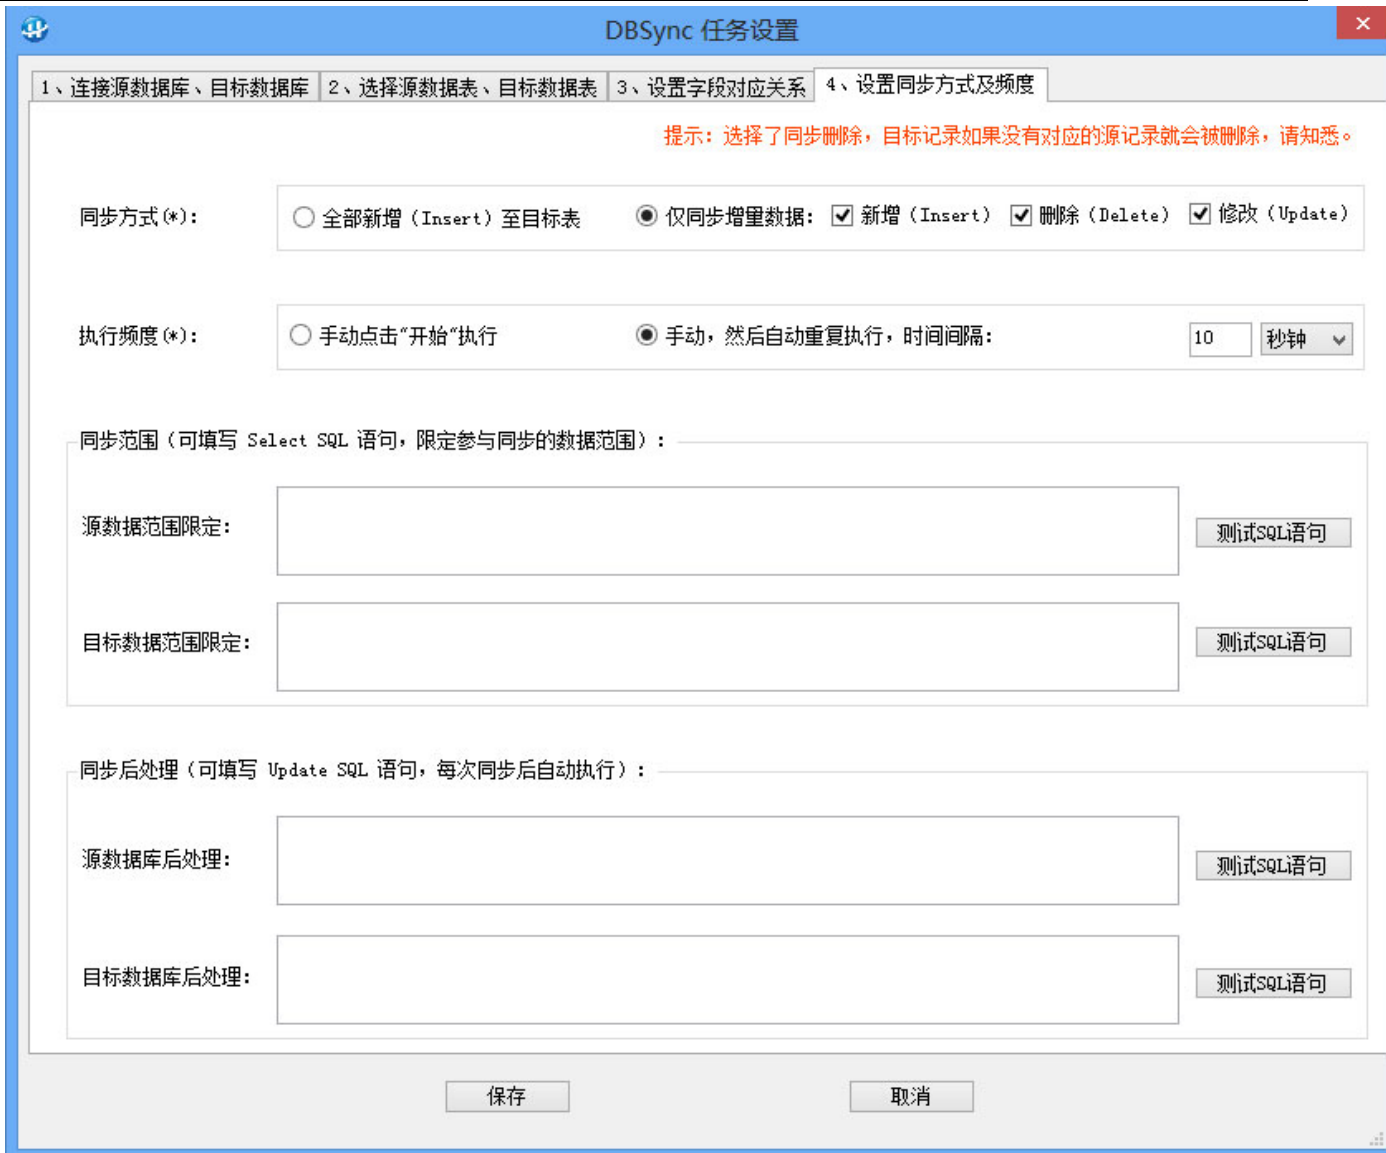 DBSync 任务设置
1、连接源数据库、目标数据库 2、选择源数据表、目标数据表 3、设置字段对应关系 4、设置同步方式及频度
提示：选择了同步删除，目标记录如果没有对应的源记录就会被删除，请知悉。
同步方式(*)： 全部新增（Insert）至目标表 仅同步增量数据： 新增（Insert） 删除（Delete） 修改（Update）
执行频度(*)： 手动点击"开始"执行 手动，然后自动重复执行，时间间隔： 10 秒钟
同步范围（可填写 Select SQL 语句，限定参与同步的数据范围）：
源数据范围限定： 测试SQL语句
目标数据范围限定： 测试SQL语句
同步后处理（可填写 Update SQL 语句，每次同步后自动执行）：
源数据库后处理： 测试SQL语句
目标数据库后处理： 测试SQL语句
保存 取消